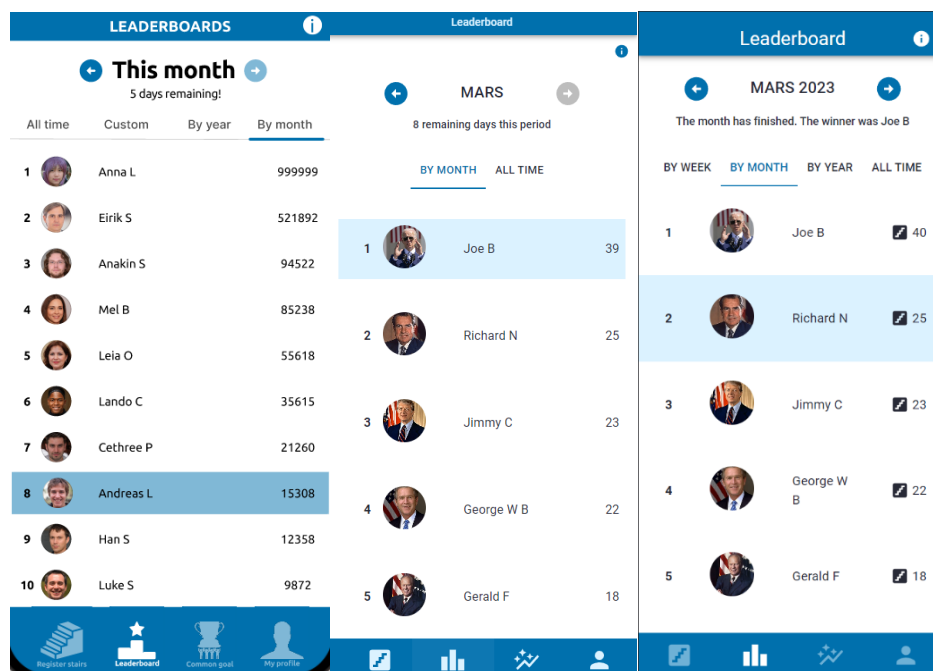 LEADERBOARDS
This month
5 days remaining!
All time Custom By year By month
1 Anna L 999999
2 Eirik S 521892
3 Anakin S 94522
4 Mel B 85238
5 Leia O 55618
6 Lando C 35615
7 Cethree P 21260
8 Andreas L 15308
9 Han S 12358
10 Luke S 9872
Register stairs Leaderboard Common goal My profile
Leaderboard
MARS
8 remaining days this period
BY MONTH ALL TIME
1 Joe B 39
2 Richard N 25
3 Jimmy C 23
4 George W B 22
5 Gerald F 18
Leaderboard
MARS 2023
The month has finished. The winner was Joe B
BY WEEK BY MONTH BY YEAR ALL TIME
1 Joe B 40
2 Richard N 25
3 Jimmy C 23
4 George W 22
B
5 Gerald F 18